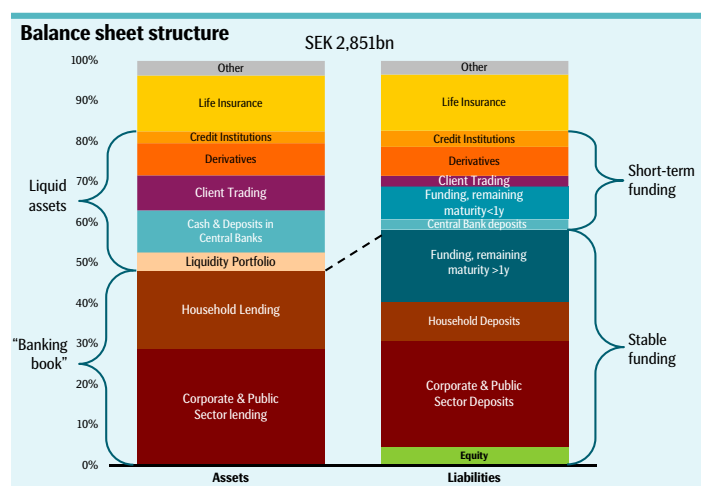 Balance sheet structure
SEK 2,851bn
100%
90%
80%
70%
60%
50%
40%
30%
20%
10%
0%
Liquid
assets
"Banking
book"
Other
Life Insurance
Credit Institutions
Derivatives
Client Trading
Cash & Deposits in
Central Banks
Liquidity Portfolio
Household Lending
Corporate & Public
Sector lending
Assets
Other
Life Insurance
Credit Institutions
Derivatives
Client Trading
Funding, remaining
maturity<1y
Central Bank deposits
Funding, remaining
maturity >1y
Household Deposits
Corporate & Public
Sector Deposits
Equity
Liabilities
Short-term
funding
Stable
funding